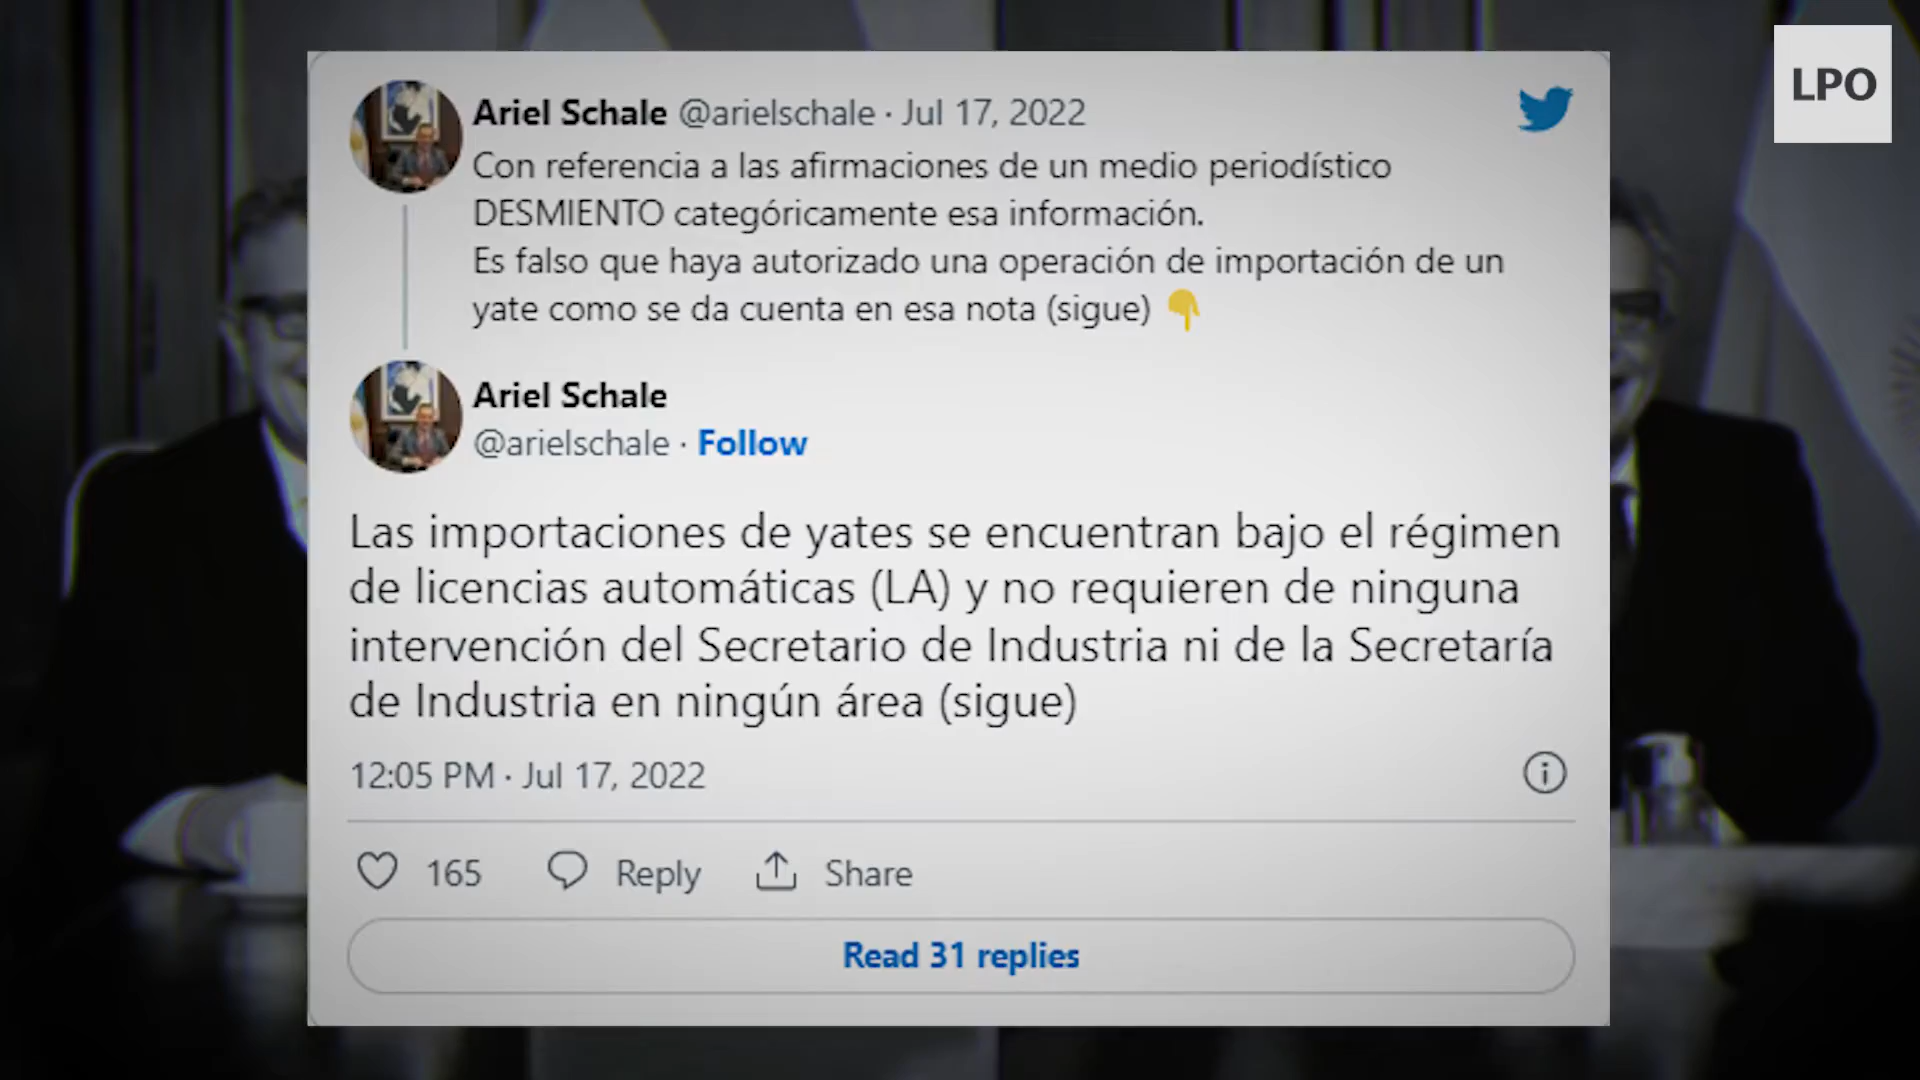 LPO
Ariel Schale @arielschale · Jul 17, 2022
Con referencia a las afirmaciones de un medio periodístico
DESMIENTO categóricamente esa información.
Es falso que haya autorizado una operación de importación de un
yate como se da cuenta en esa nota (sigue) 👇
Ariel Schale
@arielschale · Follow
Las importaciones de yates se encuentran bajo el régimen
de licencias automáticas (LA) y no requieren de ninguna
intervención del Secretario de Industria ni de la Secretaría
de Industria en ningún área (sigue)
12:05 PM · Jul 17, 2022
165 Reply Share
Read 31 replies